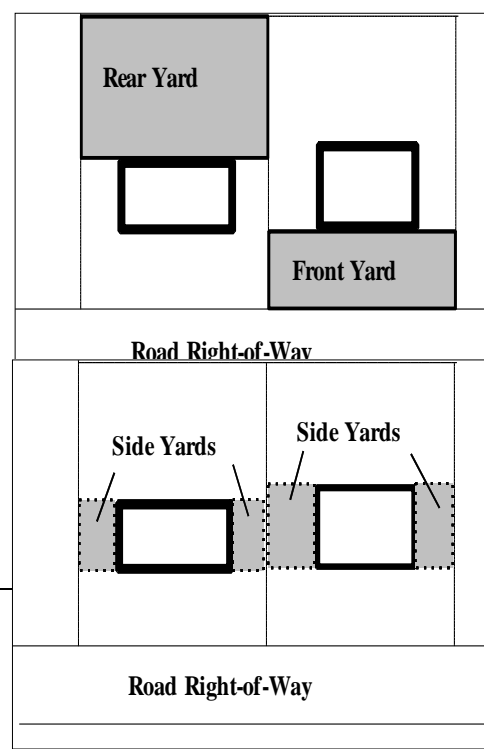 Rear Yard
Front Yard
Road Right-of-Way
Side Yards
Side Yards
Road Right-of-Way